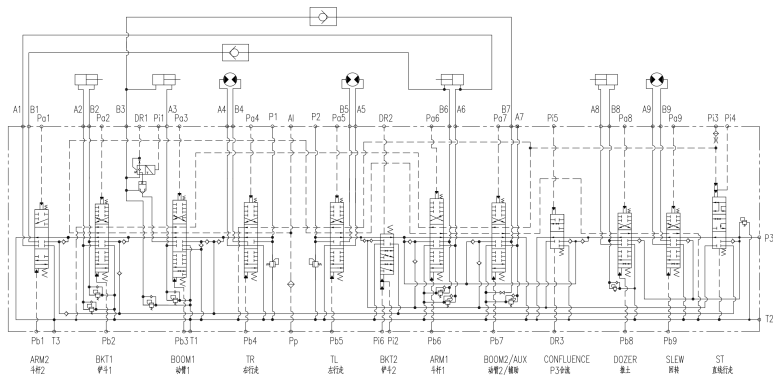 A1
B1
Pa1
A2
B2
Pa2
B3
DR1
Pi1
A3
Pa3
A4
B4
Pa4
P1
AI
P2
Pa5
B5
A5
DR2
Pa6
B6
A6
Pa7
B7
A7
Pi5
A8
B8
Pa8
A9
B9
Pa9
Pi3
Pi4
P3
T2
Pb1
T3
Pb2
Pb3
T1
Pb4
Pp
Pb5
Pi6
Pi2
Pb6
Pb7
DR3
Pb8
Pb9
ARM2
BKT1
BOOM1
TR
TL
BKT2
ARM1
BOOM2/AUX
CONFLUENCE
DOZER
SLEW
ST
斗杆2
铲斗1
动臂1
右行走
左行走
铲斗2
斗杆1
动臂2/辅助
P3合流
推土
回转
直线行走